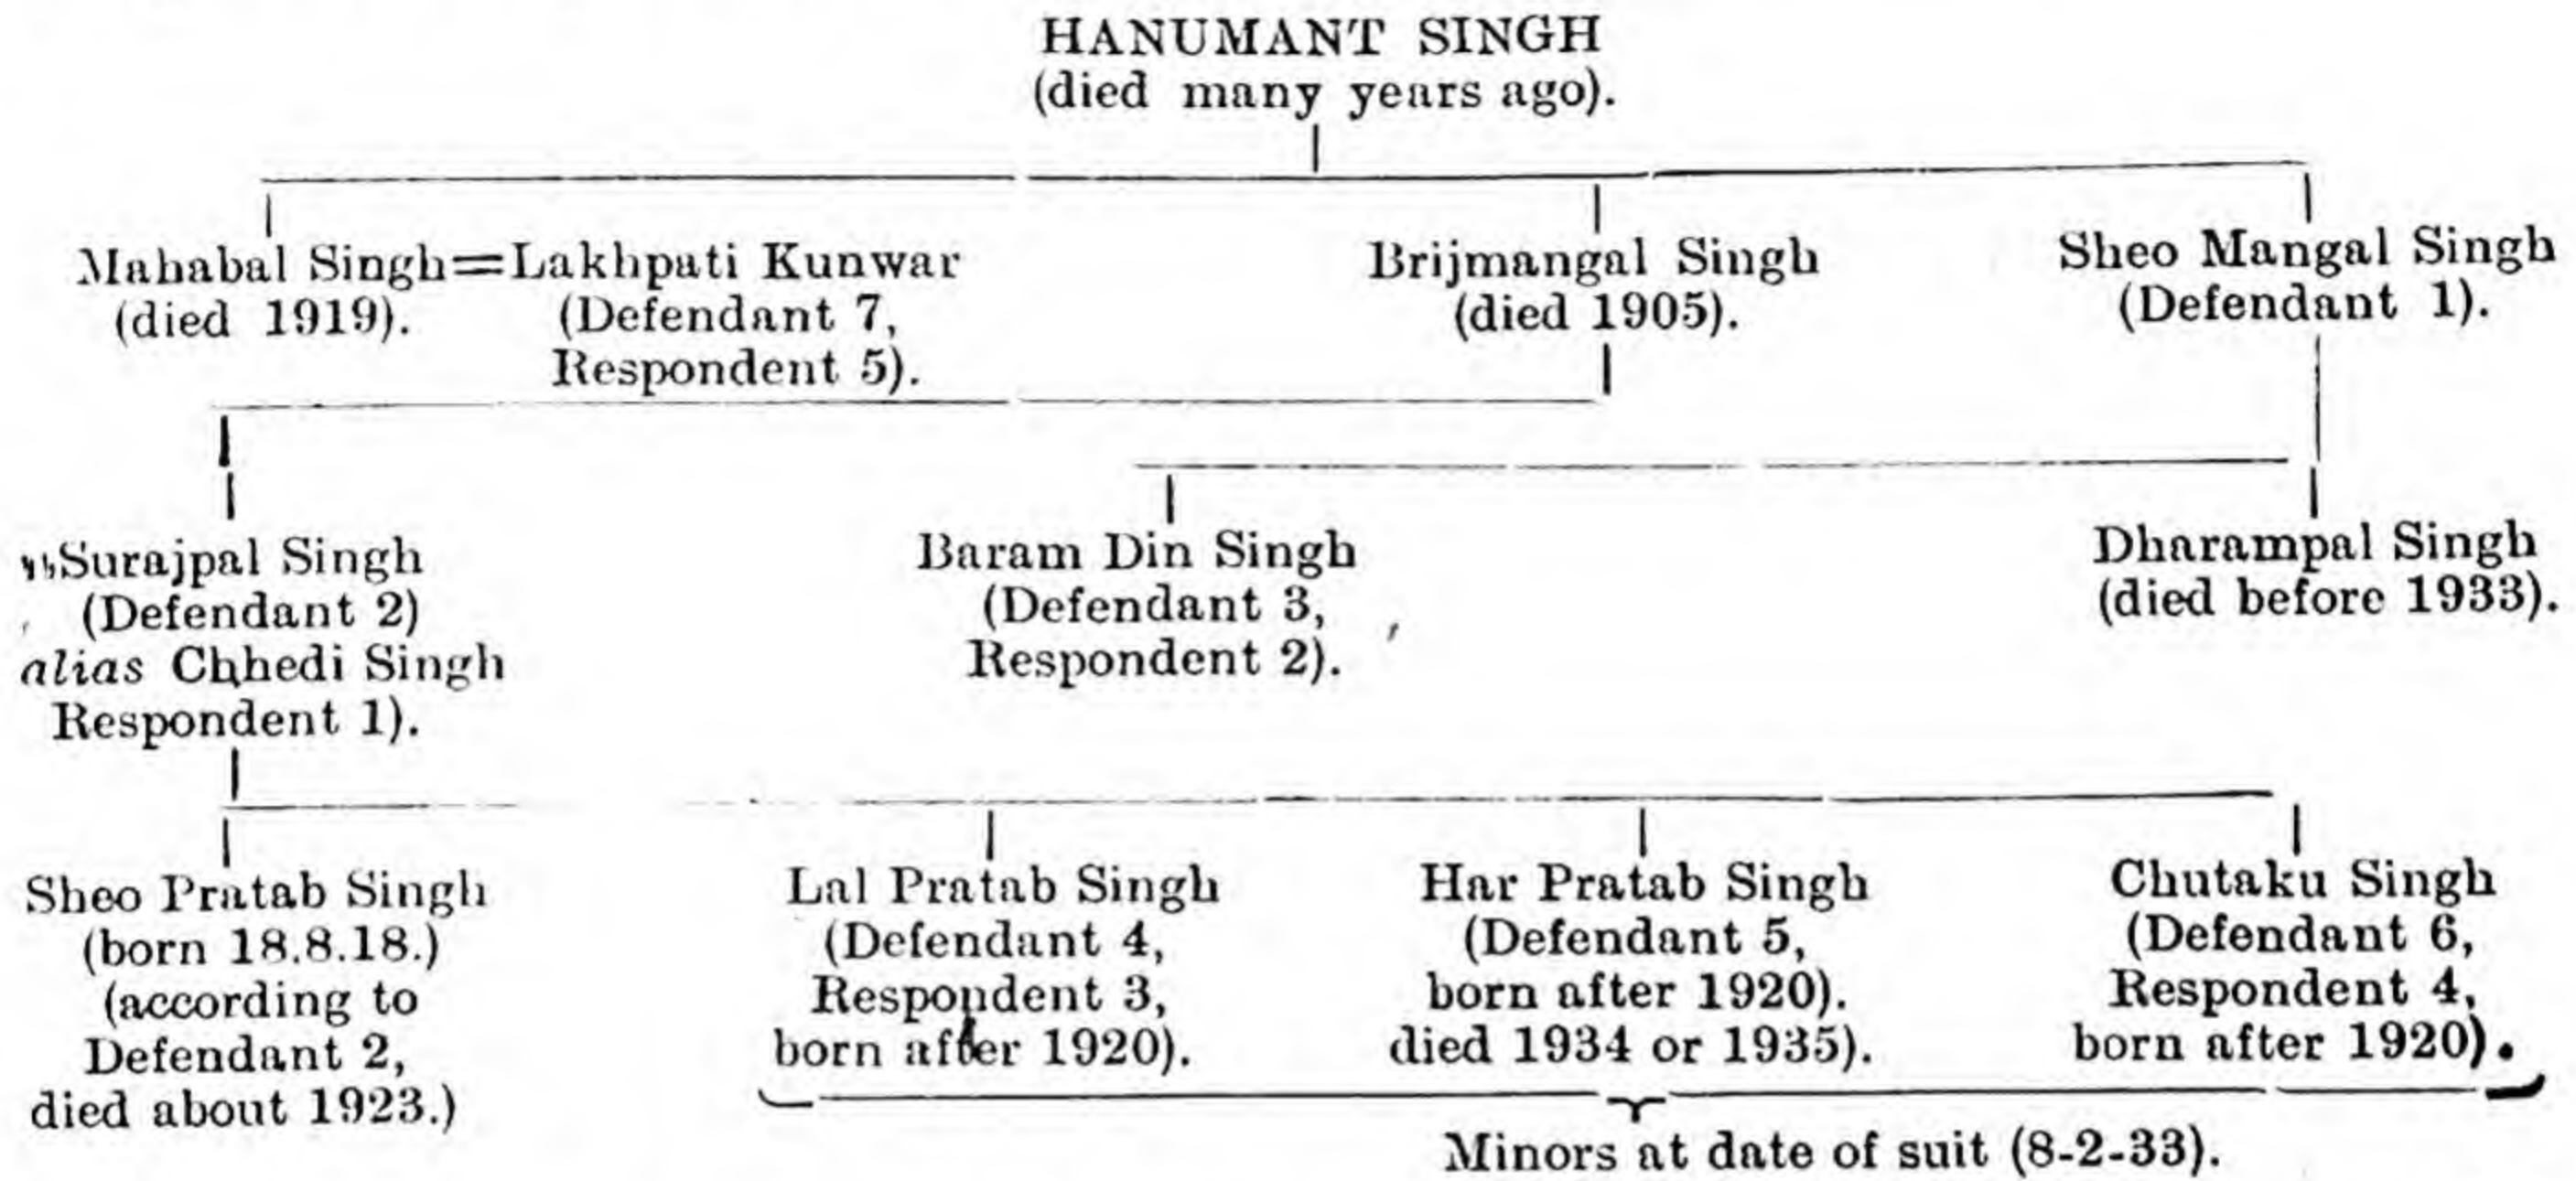 HANUMANT SINGH
(died many years ago).
Mahabal Singh=Lakhpati Kunwar
(died 1919).
(Defendant 7,
Respondent 5).
Brijmangal Singh
(died 1905).
Sheo Mangal Singh
(Defendant 1).
Surajpal Singh
(Defendant 2)
alias Chhedi Singh
Respondent 1).
Baram Din Singh
(Defendant 3,
Respondent 2).
Dharampal Singh
(died before 1933).
Sheo Pratab Singh
(born 18.8.18.)
(according to
Defendant 2,
died about 1923.)
Lal Pratab Singh
(Defendant 4,
Respondent 3,
born after 1920).
Har Pratab Singh
(Defendant 5,
born after 1920).
died 1934 or 1935).
Chutaku Singh
(Defendant 6,
Respondent 4,
born after 1920).
Minors at date of suit (8-2-33).